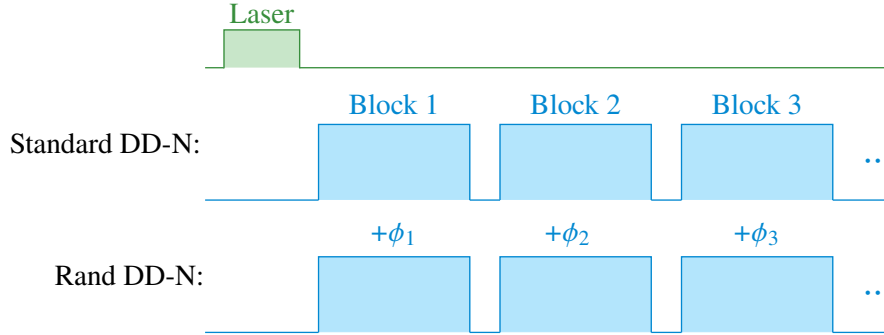 Laser
Block 1 Block 2 Block 3
Standard DD-N: ..
+ϕ₁ +ϕ₂ +ϕ₃
Rand DD-N: ..